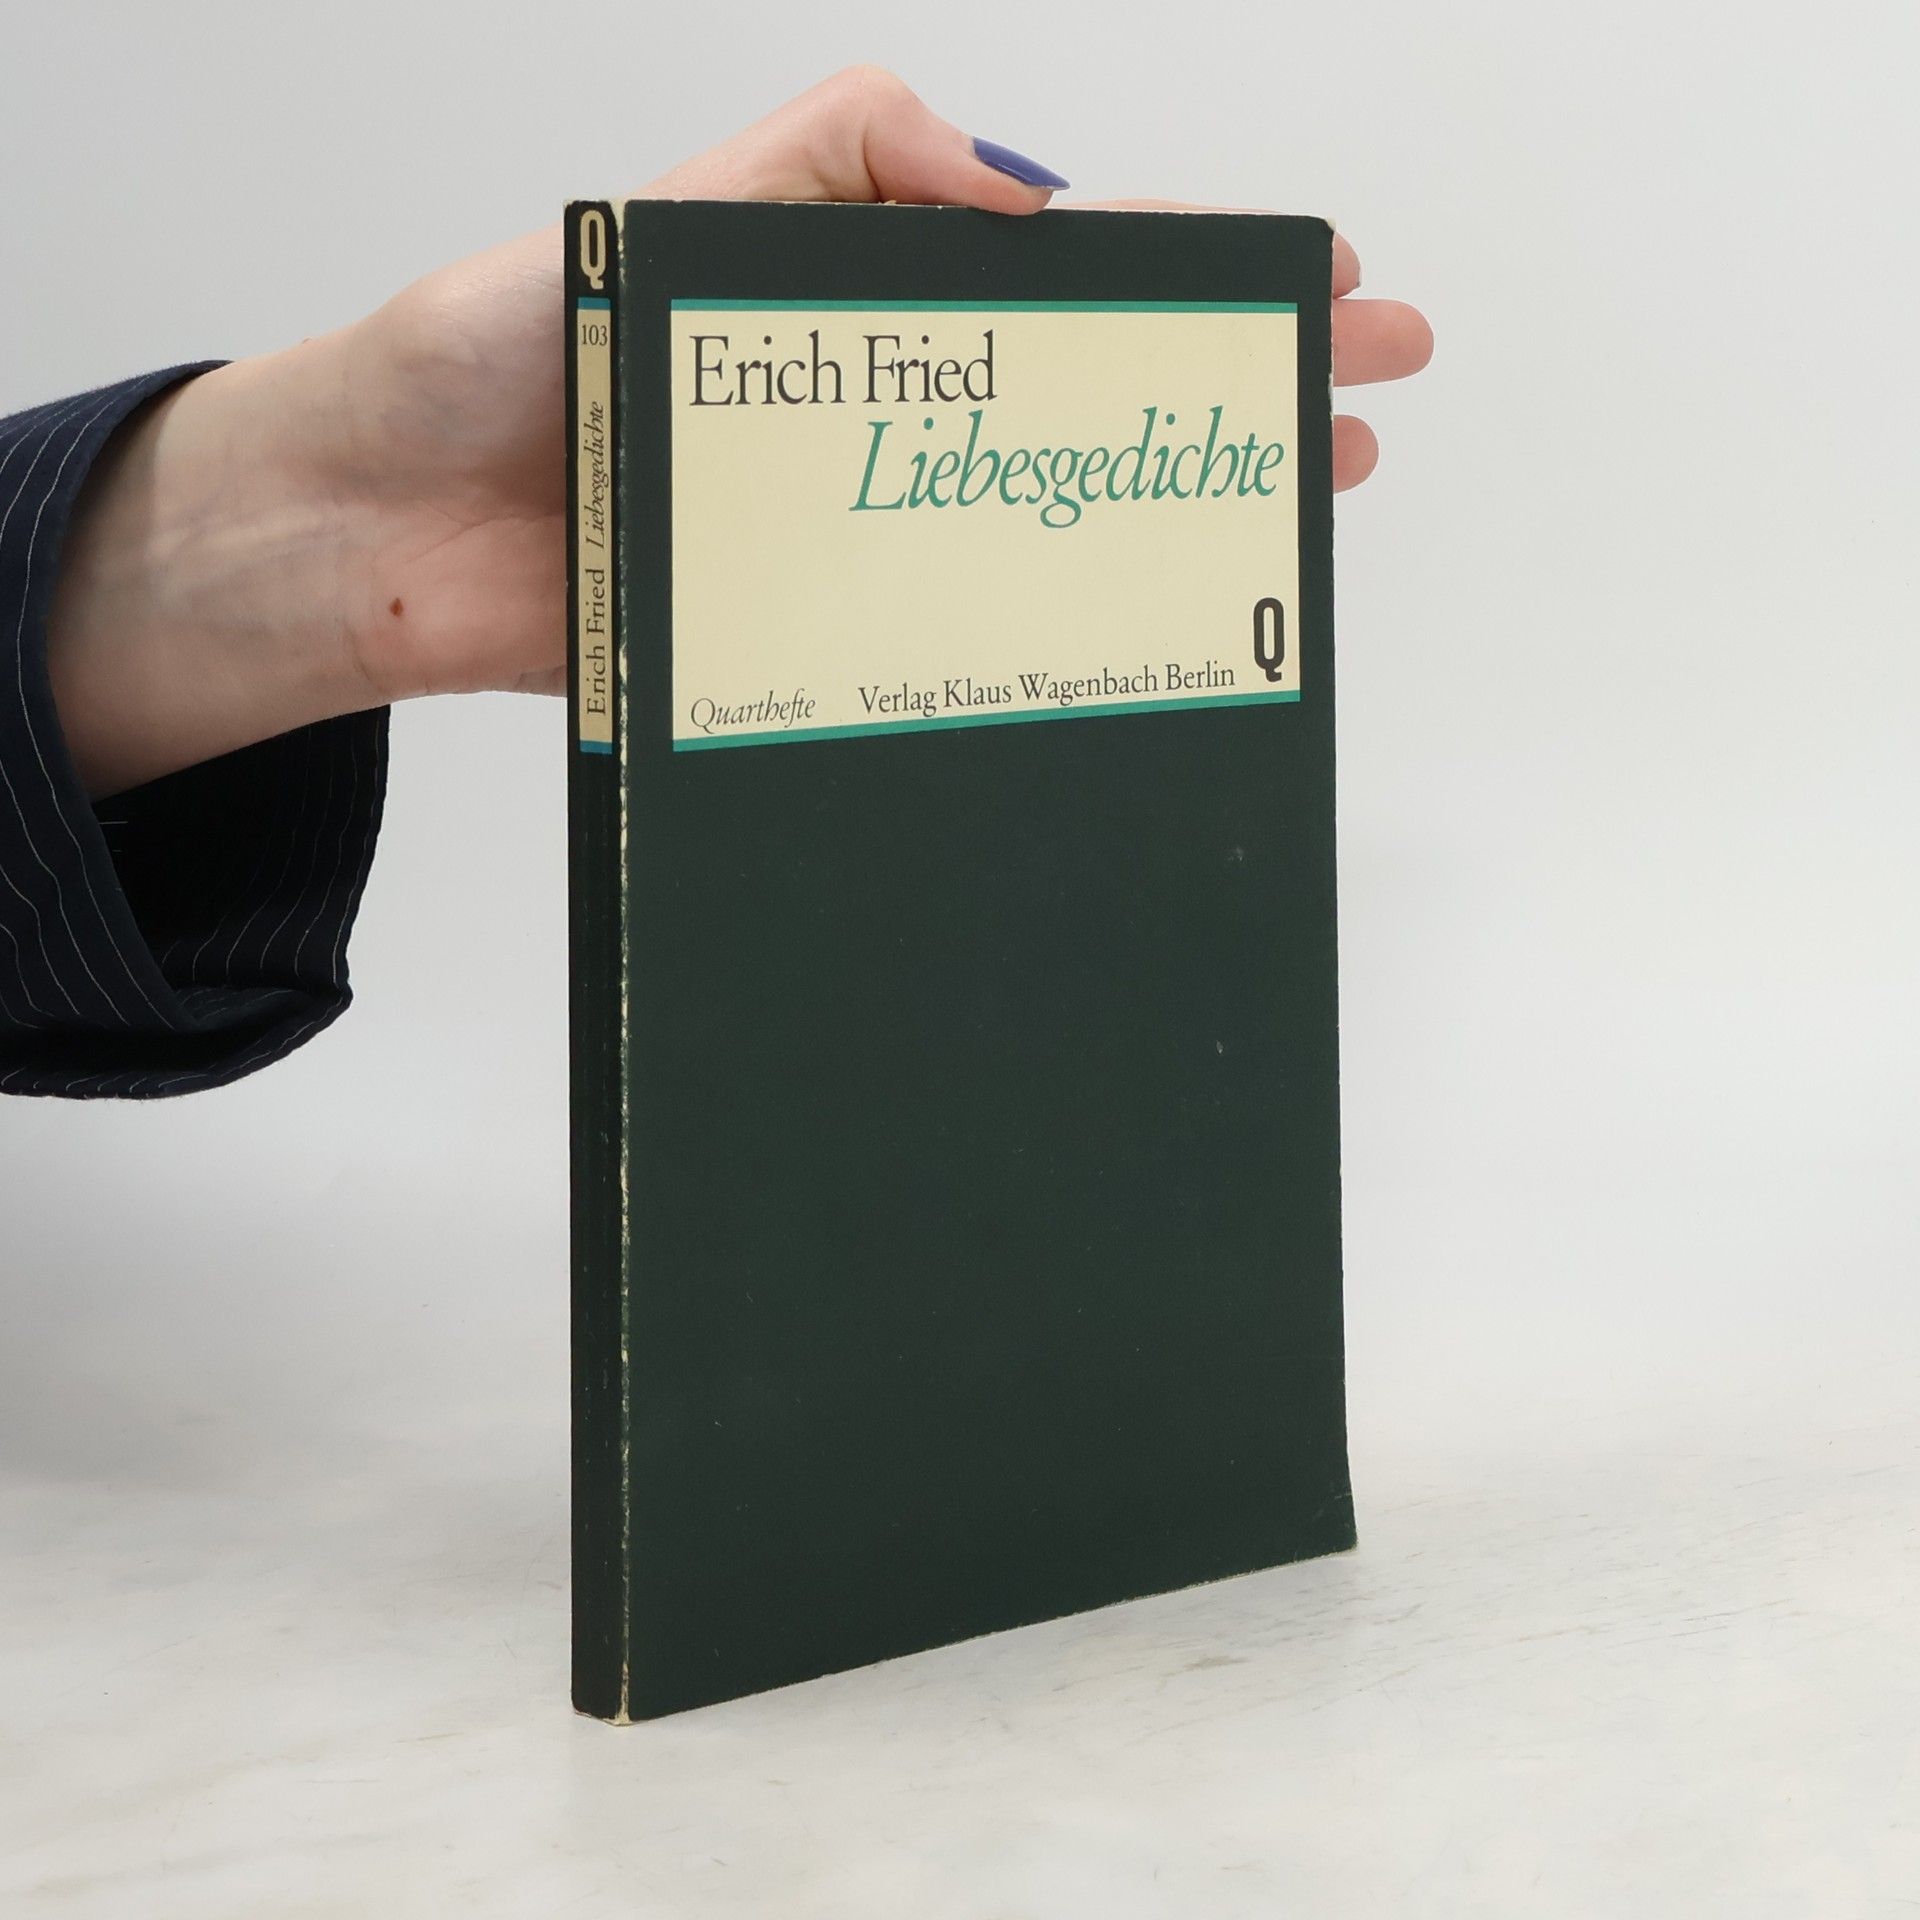 Q
103
Erich Fried Liebesgedichte
Erich Fried
Liebesgedichte
Q
Quarthefte Verlag Klaus Wagenbach Berlin